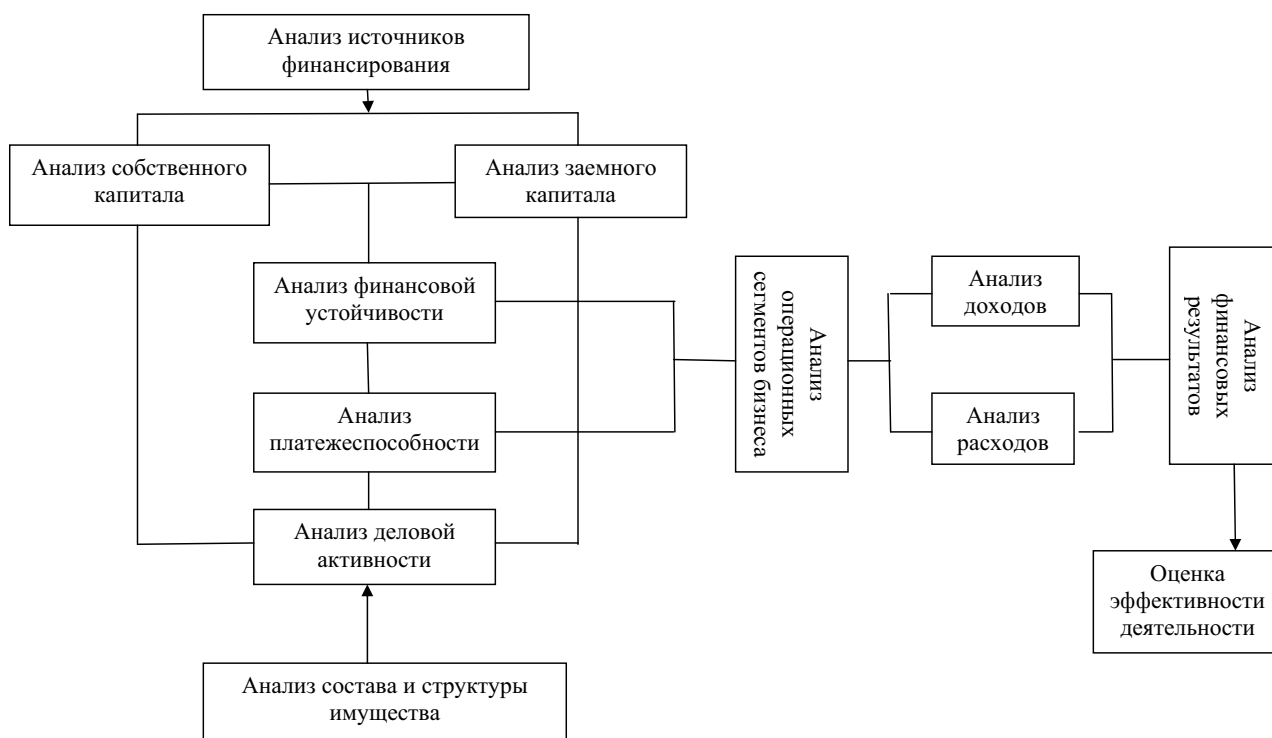 Анализ источников
финансирования
Анализ собственного
капитала
Анализ заемного
капитала
Анализ финансовой
устойчивости
Анализ
платежеспособности
Анализ деловой
активности
Анализ состава и структуры
имущества
Анализ
операционных
сегментов бизнеса
Анализ
доходов
Анализ
расходов
Анализ
финансовых
результатов
Оценка
эффективности
деятельности